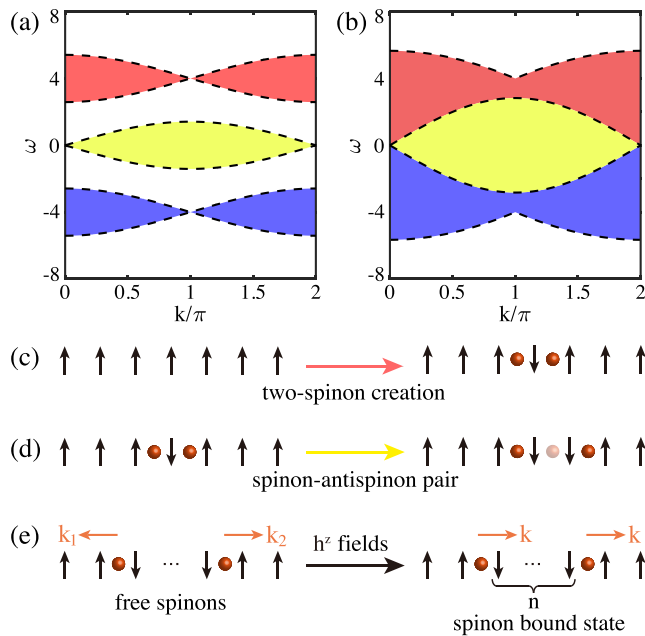 (a) (b)
8 8
4 4
ω 0 ω 0
-4 -4
-8 -8
0 0.5 1 1.5 2 0 0.5 1 1.5 2
k/π k/π
(c)
two-spinon creation
(d)
spinon-antispinon pair
(e) k₁ k₂ hᶻ fields k k
... ...
free spinons n
spinon bound state